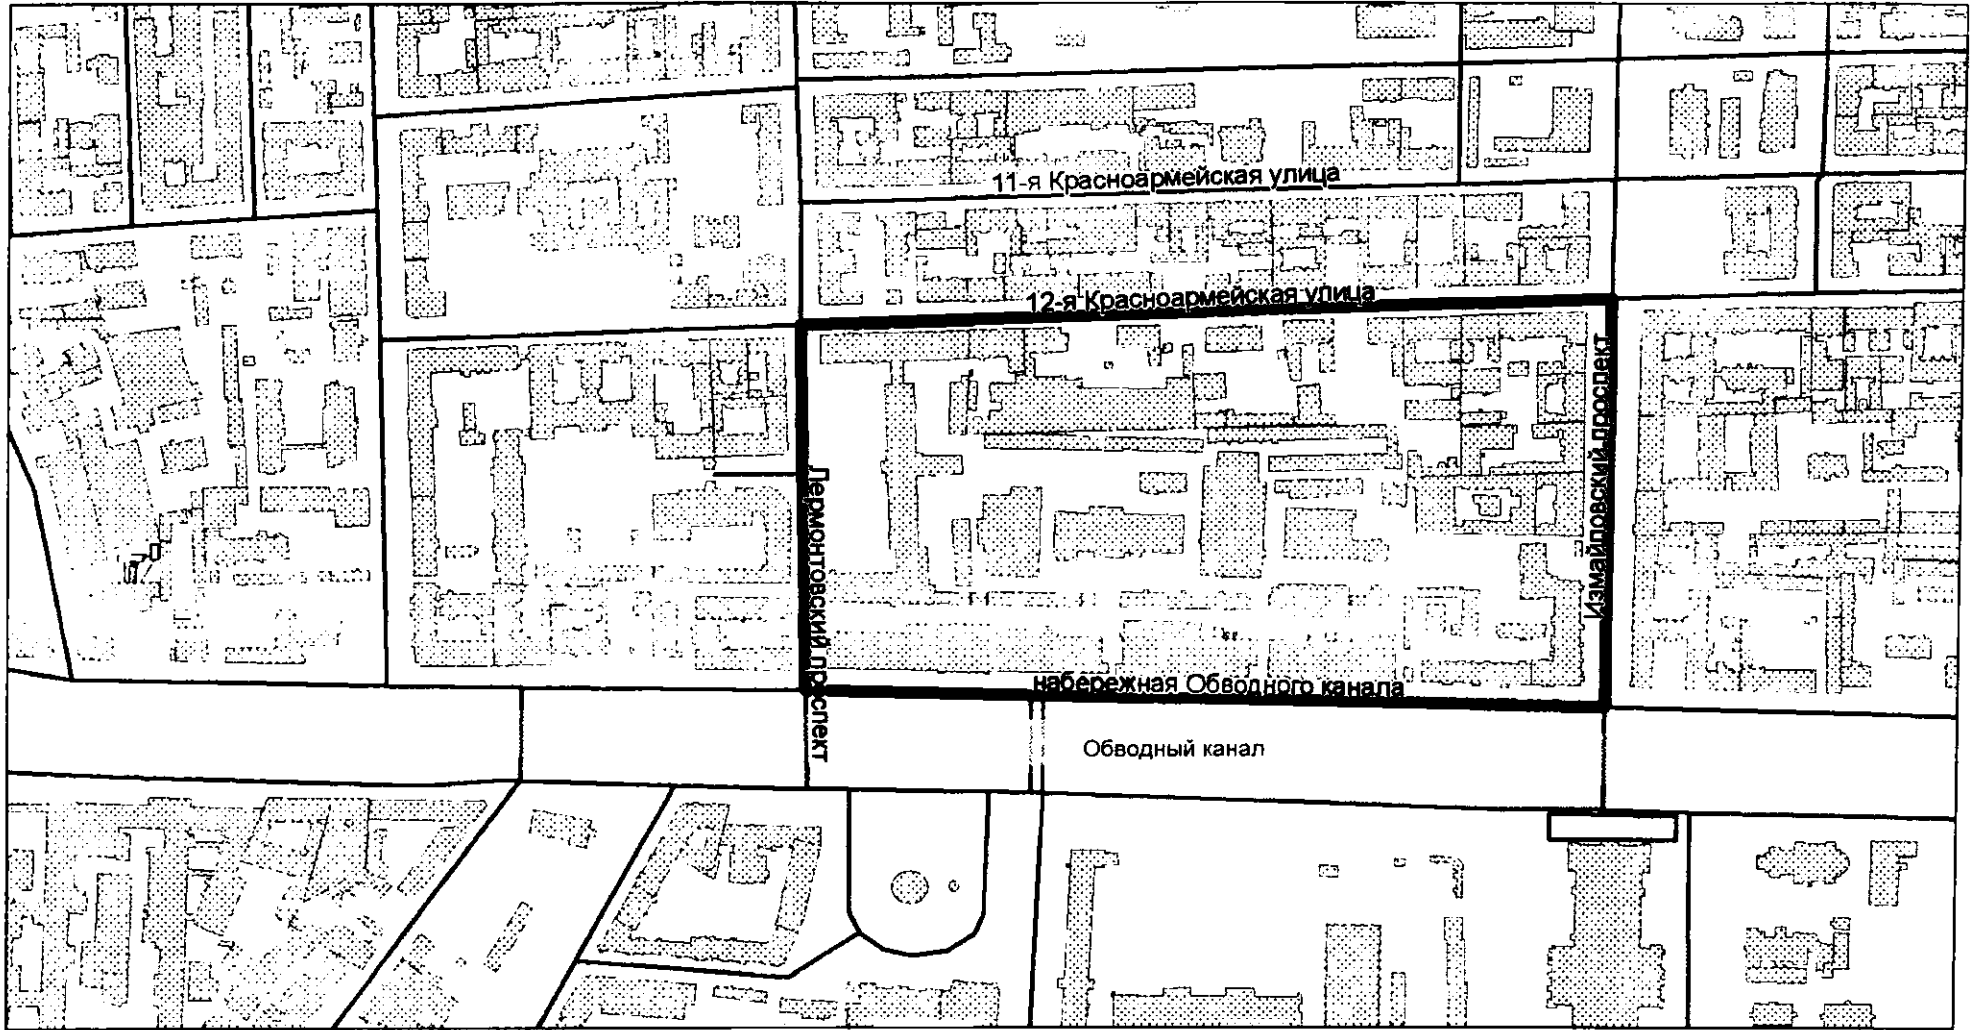 11-я Красноармейская улица
12-я Красноармейская улица
Лермонтовский проспект
Измайловский проспект
набережная Обводного канала
Обводный канал